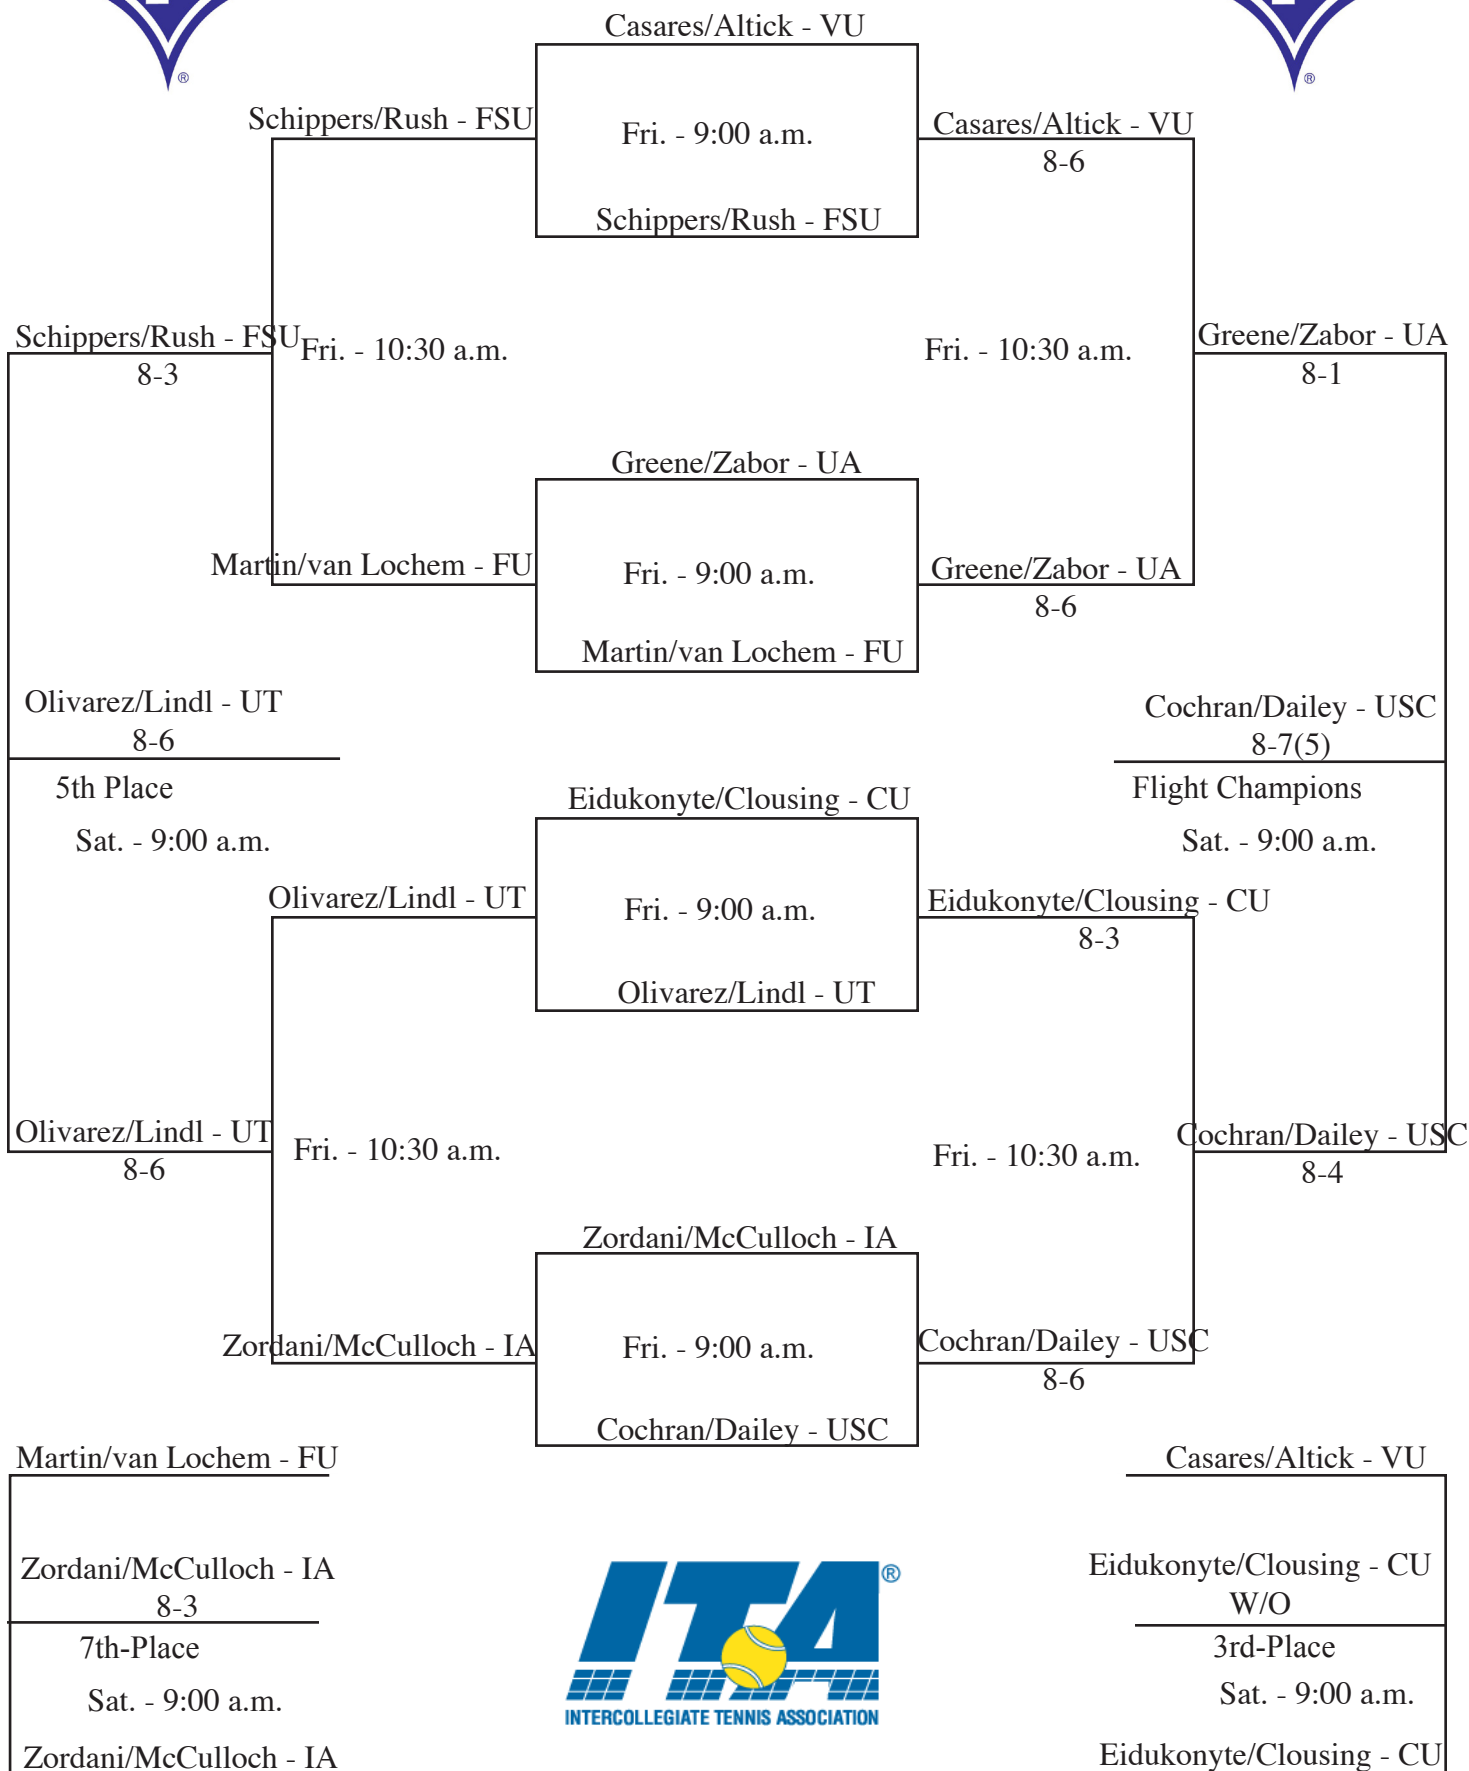 ®
®
Casares/Altick - VU
Schippers/Rush - FSU
Fri. - 9:00 a.m.
Casares/Altick - VU
8-6
Schippers/Rush - FSU
Schippers/Rush - FSU
8-3
Fri. - 10:30 a.m.
Fri. - 10:30 a.m.
Greene/Zabor - UA
8-1
Greene/Zabor - UA
Martin/van Lochem - FU
Fri. - 9:00 a.m.
Greene/Zabor - UA
8-6
Martin/van Lochem - FU
Olivarez/Lindl - UT
8-6
5th Place
Sat. - 9:00 a.m.
Cochran/Dailey - USC
8-7(5)
Flight Champions
Sat. - 9:00 a.m.
Eidukonyte/Clousing - CU
Olivarez/Lindl - UT
Fri. - 9:00 a.m.
Eidukonyte/Clousing - CU
8-3
Olivarez/Lindl - UT
Olivarez/Lindl - UT
8-6
Fri. - 10:30 a.m.
Fri. - 10:30 a.m.
Cochran/Dailey - USC
8-4
Zordani/McCulloch - IA
Zordani/McCulloch - IA
Fri. - 9:00 a.m.
Cochran/Dailey - USC
8-6
Cochran/Dailey - USC
Martin/van Lochem - FU
Zordani/McCulloch - IA
8-3
7th-Place
Sat. - 9:00 a.m.
Zordani/McCulloch - IA
ITA®
INTERCOLLEGIATE TENNIS ASSOCIATION
Casares/Altick - VU
Eidukonyte/Clousing - CU
W/O
3rd-Place
Sat. - 9:00 a.m.
Eidukonyte/Clousing - CU